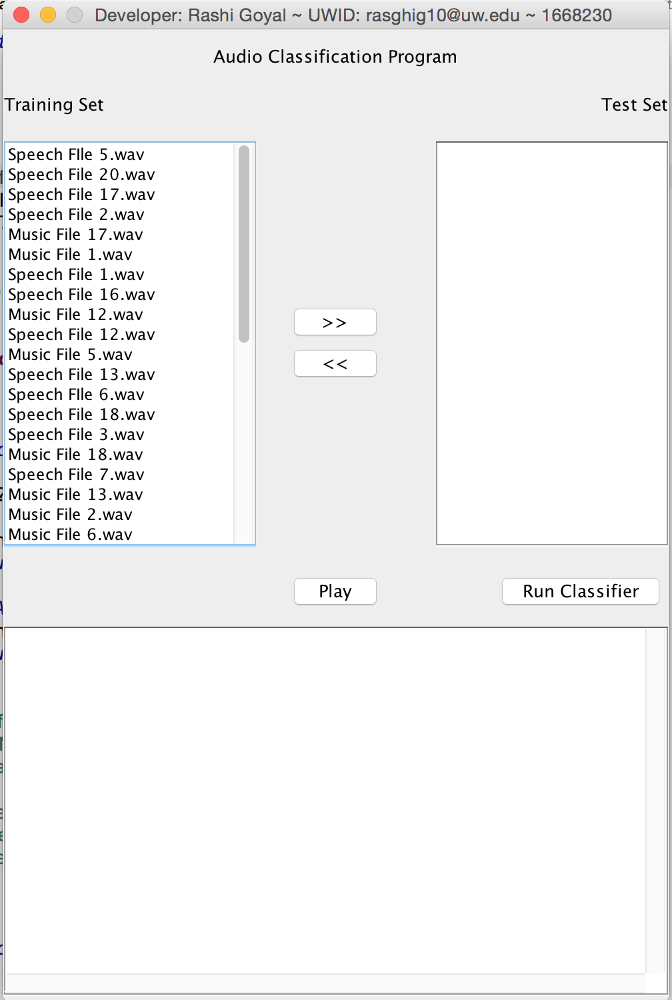 Developer: Rashi Goyal ~ UWID: rasghig10@uw.edu ~ 1668230
Audio Classification Program
Training Set
Test Set
Speech FIle 5.wav
Speech File 20.wav
Speech File 17.wav
Speech File 2.wav
Music File 17.wav
Music File 1.wav
Speech File 1.wav
Speech File 16.wav
Music File 12.wav
Speech File 12.wav
Music File 5.wav
Speech File 13.wav
Speech FIle 6.wav
Speech File 18.wav
Speech File 3.wav
Music File 18.wav
Speech File 7.wav
Music File 13.wav
Music File 2.wav
Music File 6.wav
>>
<<
Play
Run Classifier